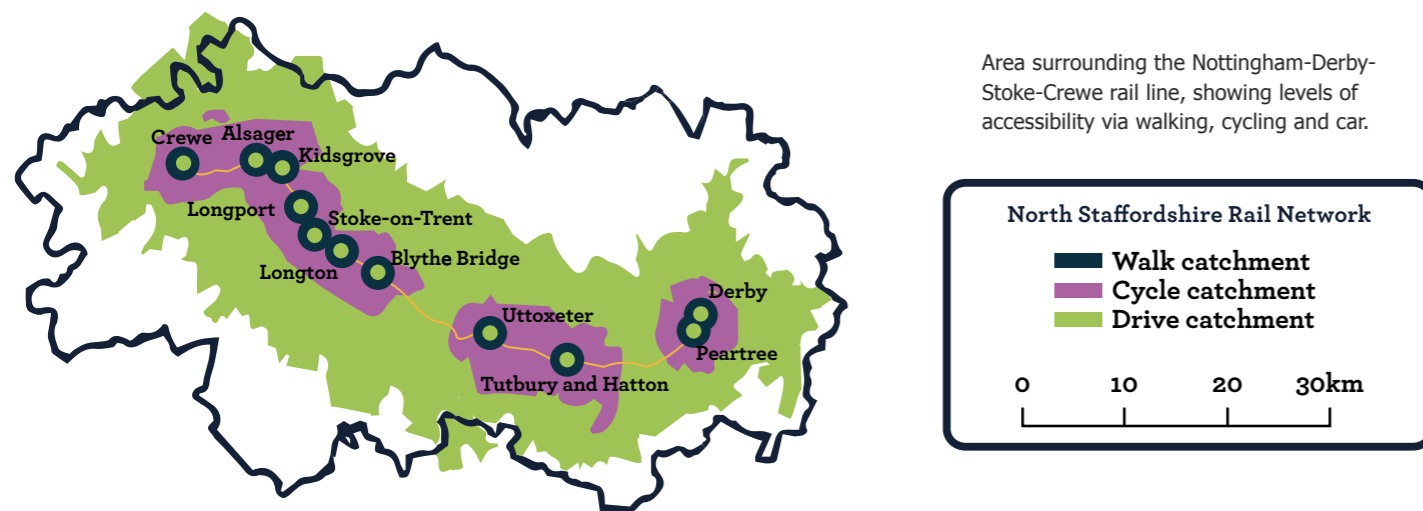 Area surrounding the Nottingham-Derby-
Stoke-Crewe rail line, showing levels of
accessibility via walking, cycling and car.
Crewe
Alsager
Kidsgrove
Longport
Stoke-on-Trent
Longton
Blythe Bridge
Uttoxeter
Tutbury and Hatton
Derby
Peartree
North Staffordshire Rail Network
Walk catchment
Cycle catchment
Drive catchment
0 10 20 30km